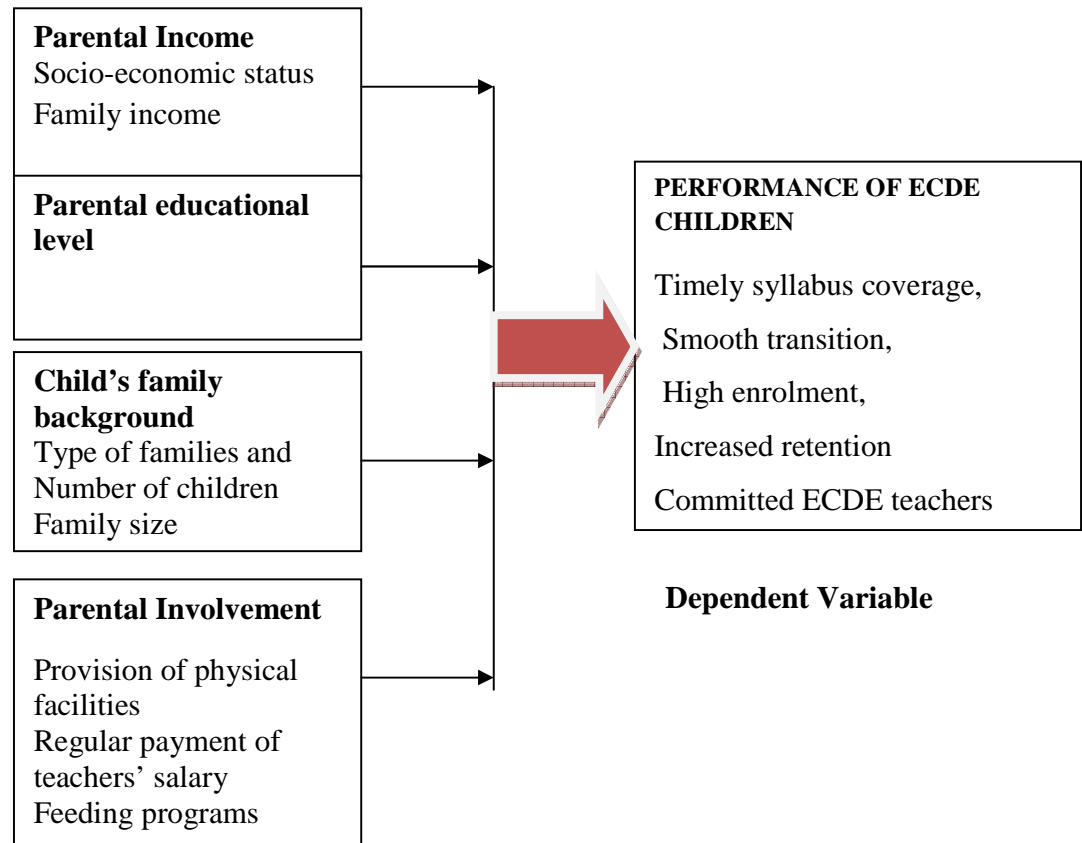 Parental Income
Socio-economic status
Family income
Parental educational
level
Child's family
background
Type of families and
Number of children
Family size
Parental Involvement
Provision of physical
facilities
Regular payment of
teachers' salary
Feeding programs
PERFORMANCE OF ECDE
CHILDREN
Timely syllabus coverage,
Smooth transition,
High enrolment,
Increased retention
Committed ECDE teachers
Dependent Variable